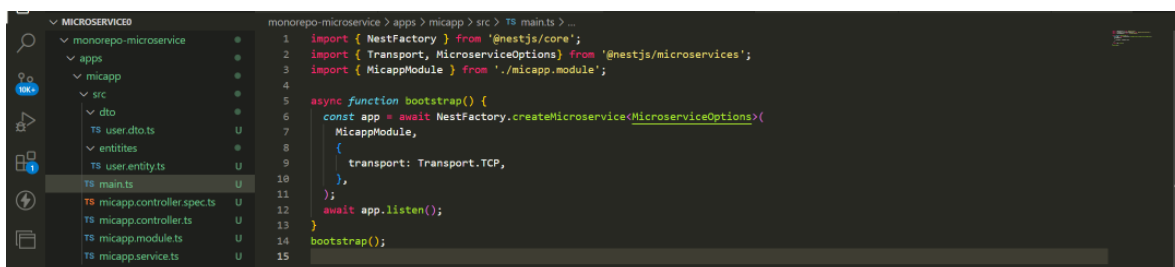 MICROSERVICE0
monorepo-microservice
apps
micapp
src
dto
TS user.dto.ts U
entitites
TS user.entity.ts U
TS main.ts U
TS micapp.controller.spec.ts U
TS micapp.controller.ts U
TS micapp.module.ts U
TS micapp.service.ts U
10K+
1
monorepo-microservice > apps > micapp > src > TS main.ts > ...
1 import { NestFactory } from '@nestjs/core';
2 import { Transport, MicroserviceOptions} from '@nestjs/microservices';
3 import { MicappModule } from './micapp.module';
4
5 async function bootstrap() {
6 const app = await NestFactory.createMicroservice<MicroserviceOptions>(
7 MicappModule,
8 {
9 transport: Transport.TCP,
10 },
11 );
12 await app.listen();
13 }
14 bootstrap();
15